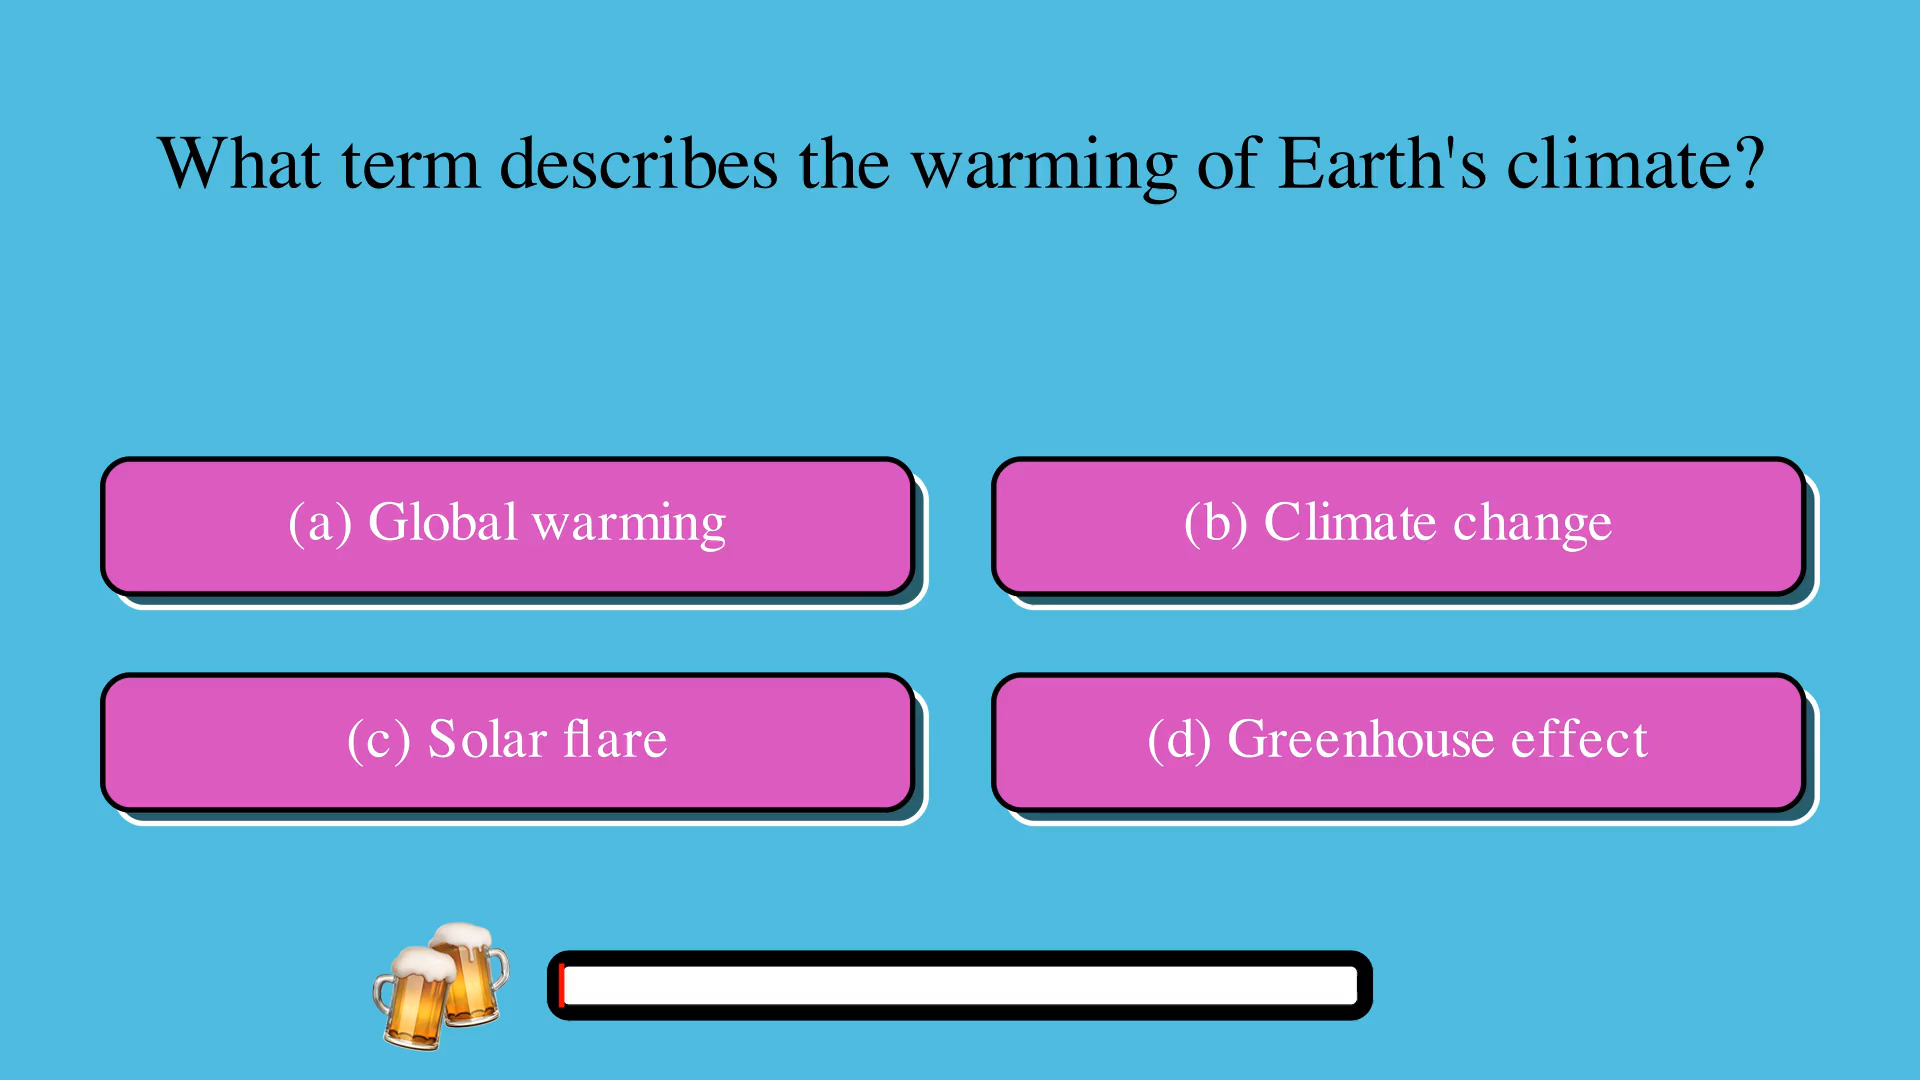 What term describes the warming of Earth's climate?
(a) Global warming
(b) Climate change
(c) Solar flare
(d) Greenhouse effect